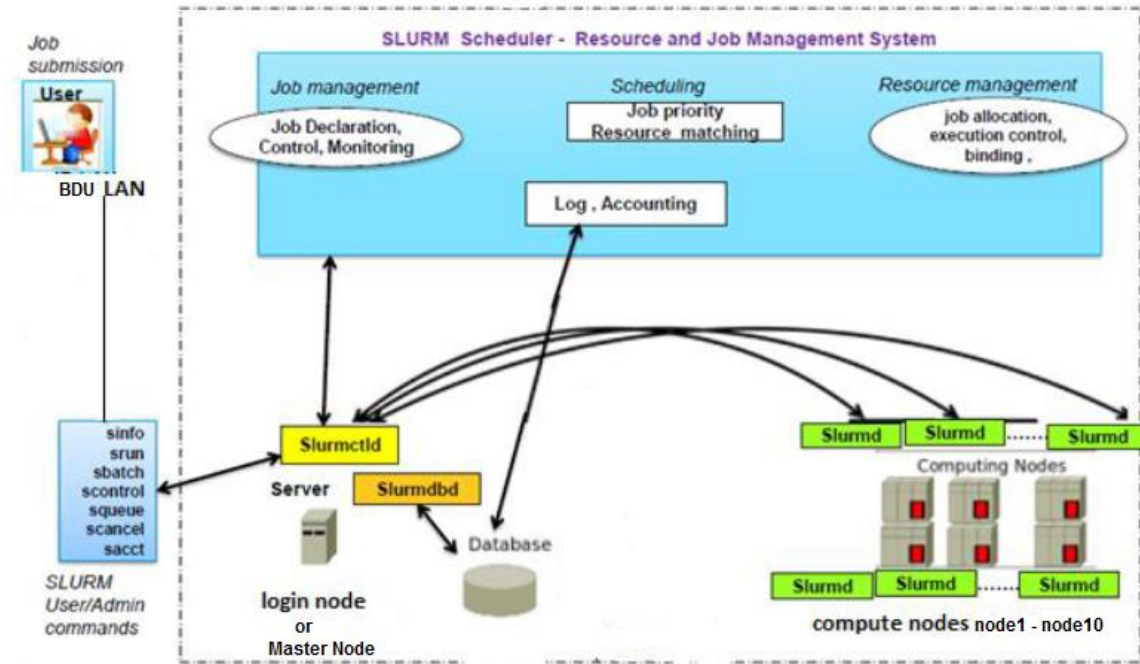 Job
submission
User
BDU LAN
SLURM Scheduler - Resource and Job Management System
Job management
Job Declaration,
Control, Monitoring
Scheduling
Job priority
Resource matching
Resource management
job allocation,
execution control,
binding ,
Log , Accounting
sinfo
srun
sbatch
scontrol
squeue
scancel
sacct
SLURM
User/Admin
commands
Slurmctld
Server
Slurmdbd
Database
login node
or
Master Node
Slurmd
Slurmd
Slurmd
Computing Nodes
Slurmd
Slurmd
Slurmd
compute nodes node1 - node10